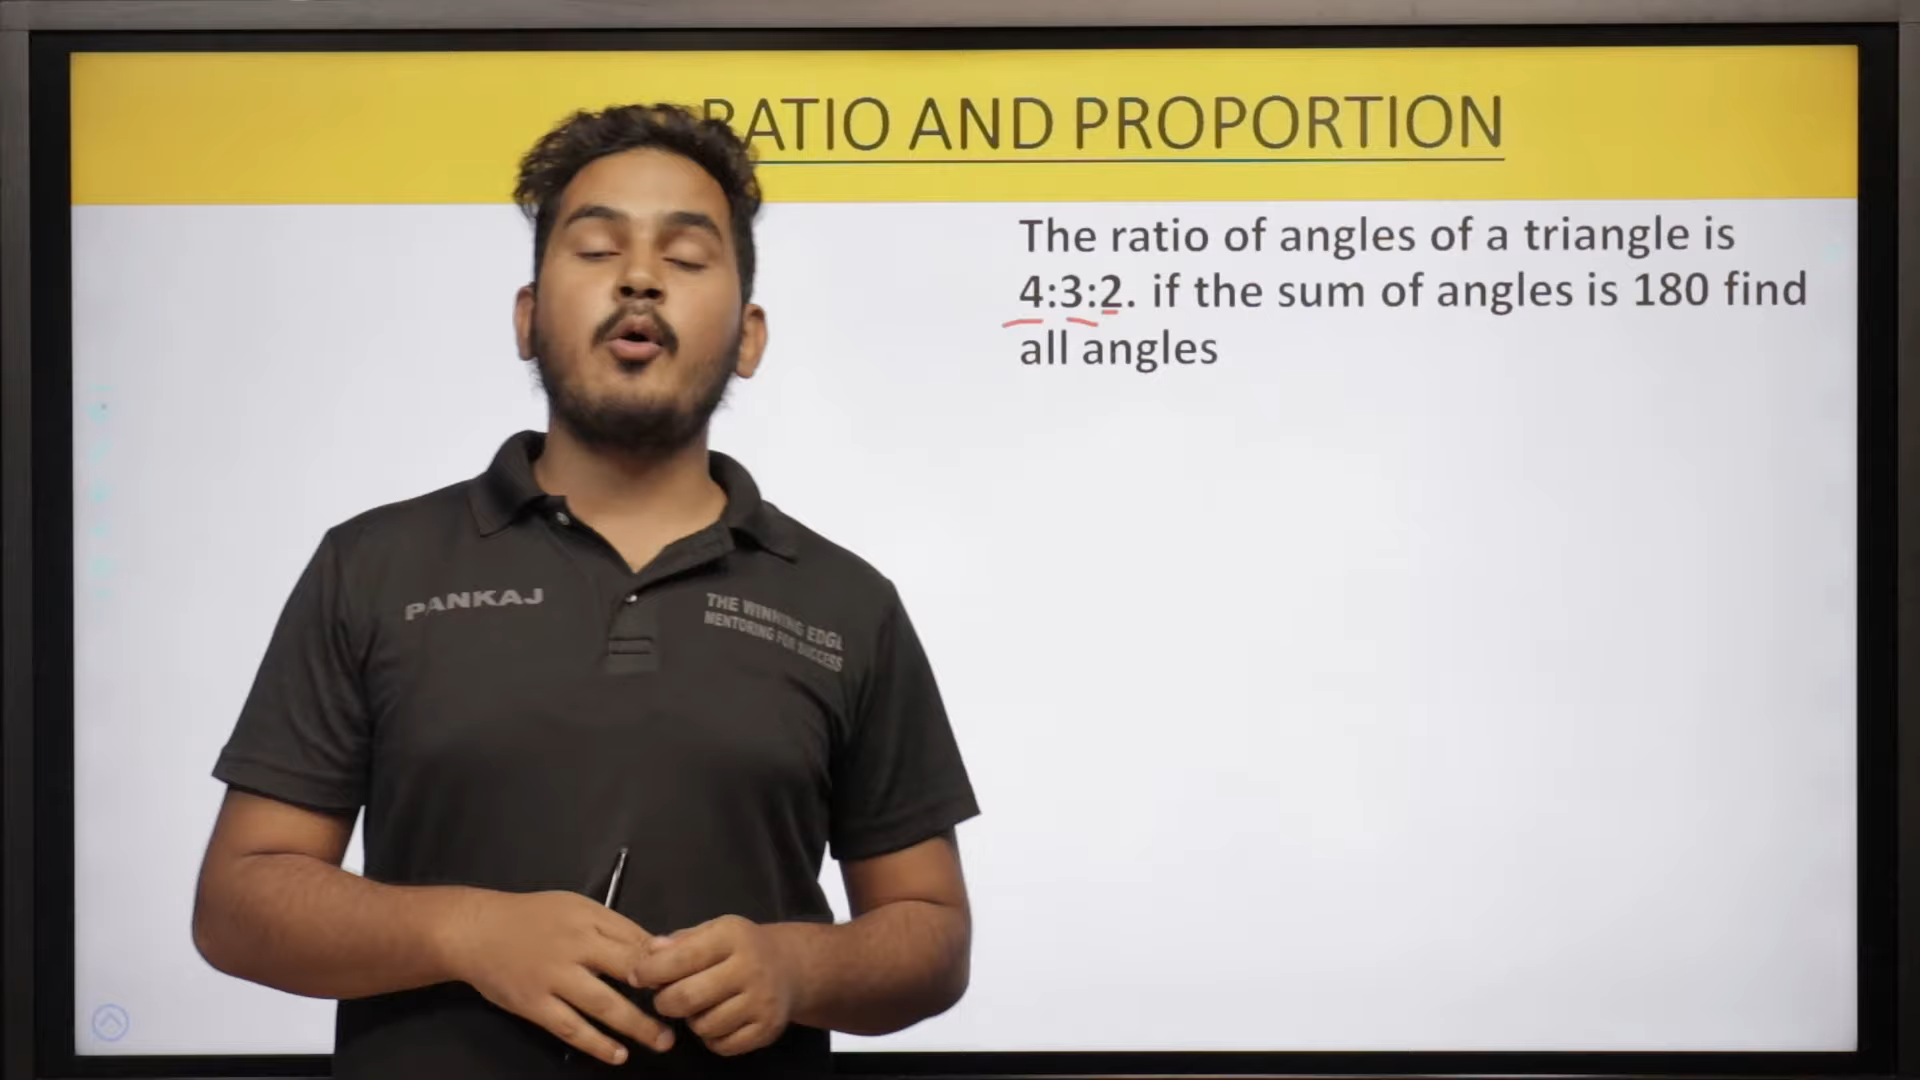 RATIO AND PROPORTION
The ratio of angles of a triangle is
4:3:2. if the sum of angles is 180 find
all angles
PANKAJ
THE WINNING EDGE
MENTORING FOR SUCCESS